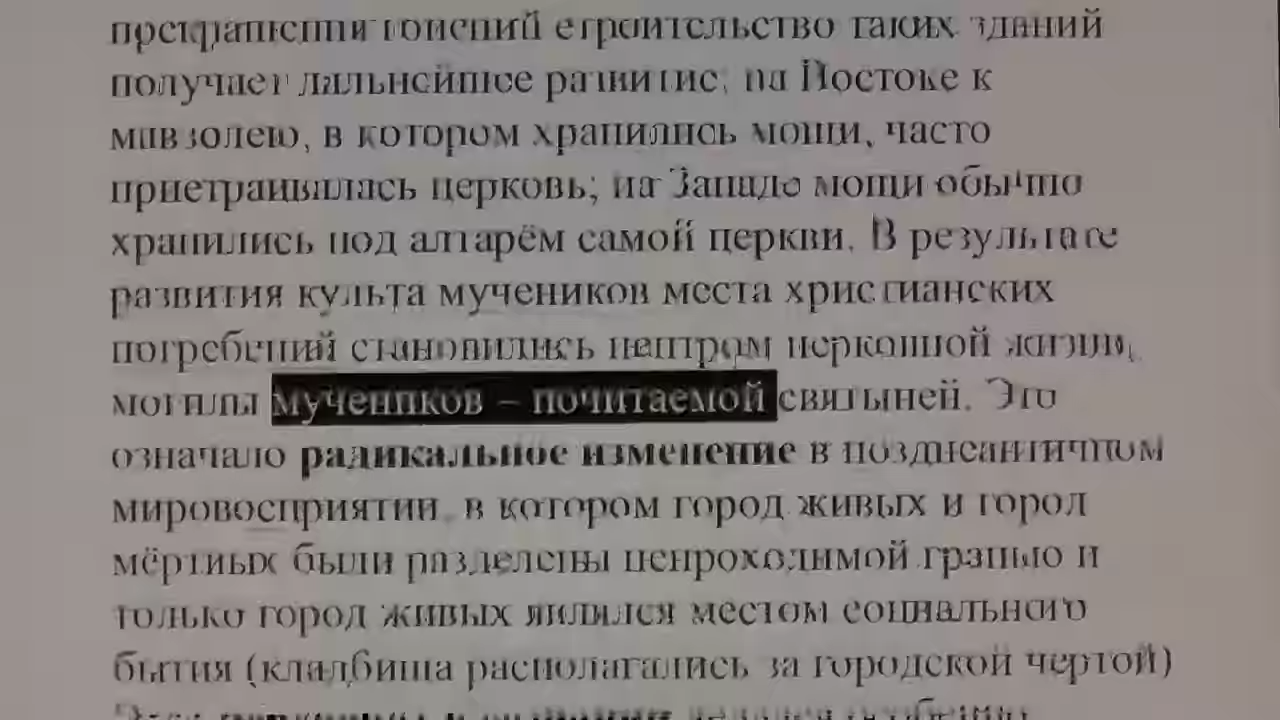 прекращения гонений строительство таких зданий
получает дальнейшее развитие; на Востоке к
мавзолею, в котором хранились мощи, часто
пристраивалась церковь; на Западе мощи обычно
хранились под алтарём самой церкви. В результате
развития культа мучеников места христианских
погребений становились центром церковной жизни,
могилы мучеников – почитаемой святыней. Это
означало радикальное изменение в позднеантичном
мировосприятии, в котором город живых и город
мёртвых были разделены непроходимой гранью и
только город живых являлся местом социального
бытия (кладбища располагались за городской чертой)